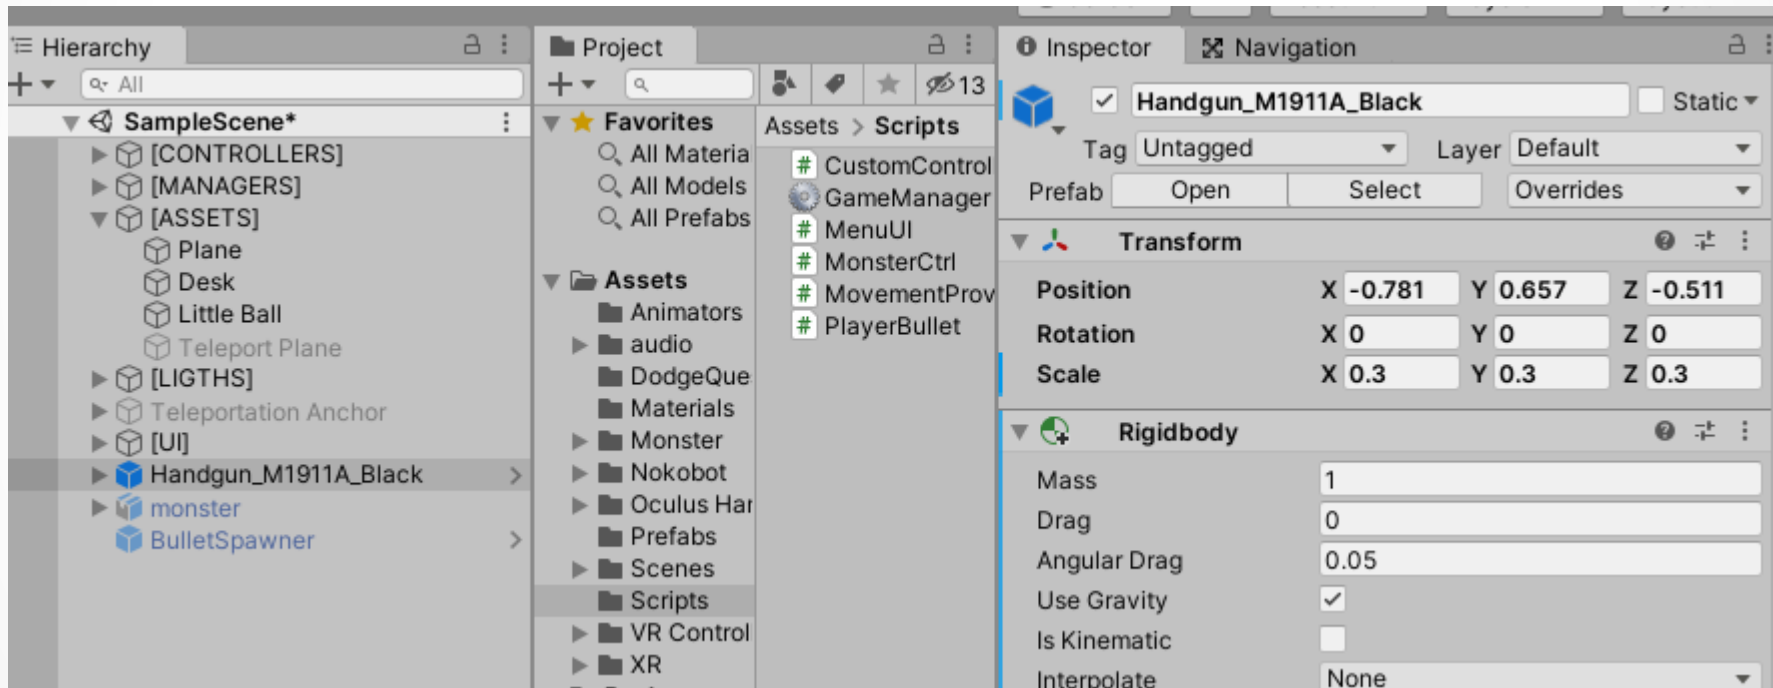 Hierarchy
All
SampleScene*
[CONTROLLERS]
[MANAGERS]
[ASSETS]
Plane
Desk
Little Ball
Teleport Plane
[LIGTHS]
Teleportation Anchor
[UI]
Handgun_M1911A_Black
monster
BulletSpawner
Project
13
Favorites
All Materia
All Models
All Prefabs
Assets
Animators
audio
DodgeQue
Materials
Monster
Nokobot
Oculus Har
Prefabs
Scenes
Scripts
VR Control
XR
Assets > Scripts
CustomControl
GameManager
MenuUI
MonsterCtrl
MovementProv
PlayerBullet
Inspector Navigation
Handgun_M1911A_Black Static
Tag Untagged Layer Default
Prefab Open Select Overrides
Transform
Position X -0.781 Y 0.657 Z -0.511
Rotation X 0 Y 0 Z 0
Scale X 0.3 Y 0.3 Z 0.3
Rigidbody
Mass 1
Drag 0
Angular Drag 0.05
Use Gravity
Is Kinematic
Interpolate None